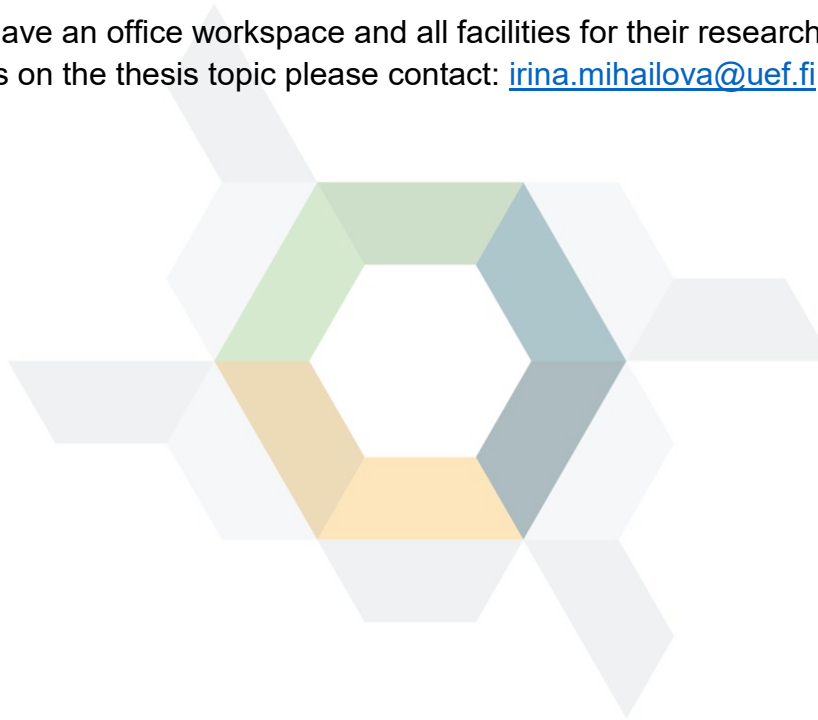 ave an office workspace and all facilities for their research
s on the thesis topic please contact: irina.mihailova@uef.fi